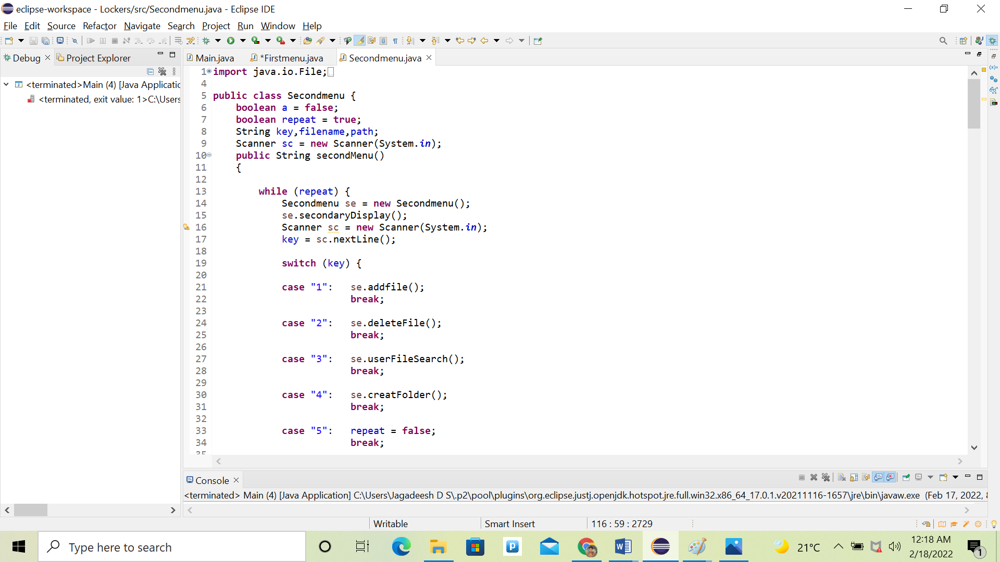 eclipse-workspace - Lockers/src/Secondmenu.java - Eclipse IDE
File Edit Source Refactor Navigate Search Project Run Window Help
Debug Project Explorer
Main.java *Firstmenu.java Secondmenu.java
<terminated>Main (4) [Java Applicatic
<terminated, exit value: 1>C:\Users
1 import java.io.File;
4
5 public class Secondmenu {
6 boolean a = false;
7 boolean repeat = true;
8 String key,filename,path;
9 Scanner sc = new Scanner(System.in);
10 public String secondMenu()
11 {
12
13 while (repeat) {
14 Secondmenu se = new Secondmenu();
15 se.secondaryDisplay();
16 Scanner sc = new Scanner(System.in);
17 key = sc.nextLine();
18
19 switch (key) {
20
21 case "1": se.addfile();
22 break;
23
24 case "2": se.deleteFile();
25 break;
26
27 case "3": se.userFileSearch();
28 break;
29
30 case "4": se.creatFolder();
31 break;
32
33 case "5": repeat = false;
34 break;
35
Console
<terminated> Main (4) [Java Application] C:\Users\Jagadeesh D S\.p2\pool\plugins\org.eclipse.justj.openjdk.hotspot.jre.full.win32.x86_64_17.0.1.v20211116-1657\jre\bin\javaw.exe (Feb 17, 2022, 8
Writable Smart Insert 116 : 59 : 2729
Type here to search
21°C
12:18 AM
2/18/2022
1